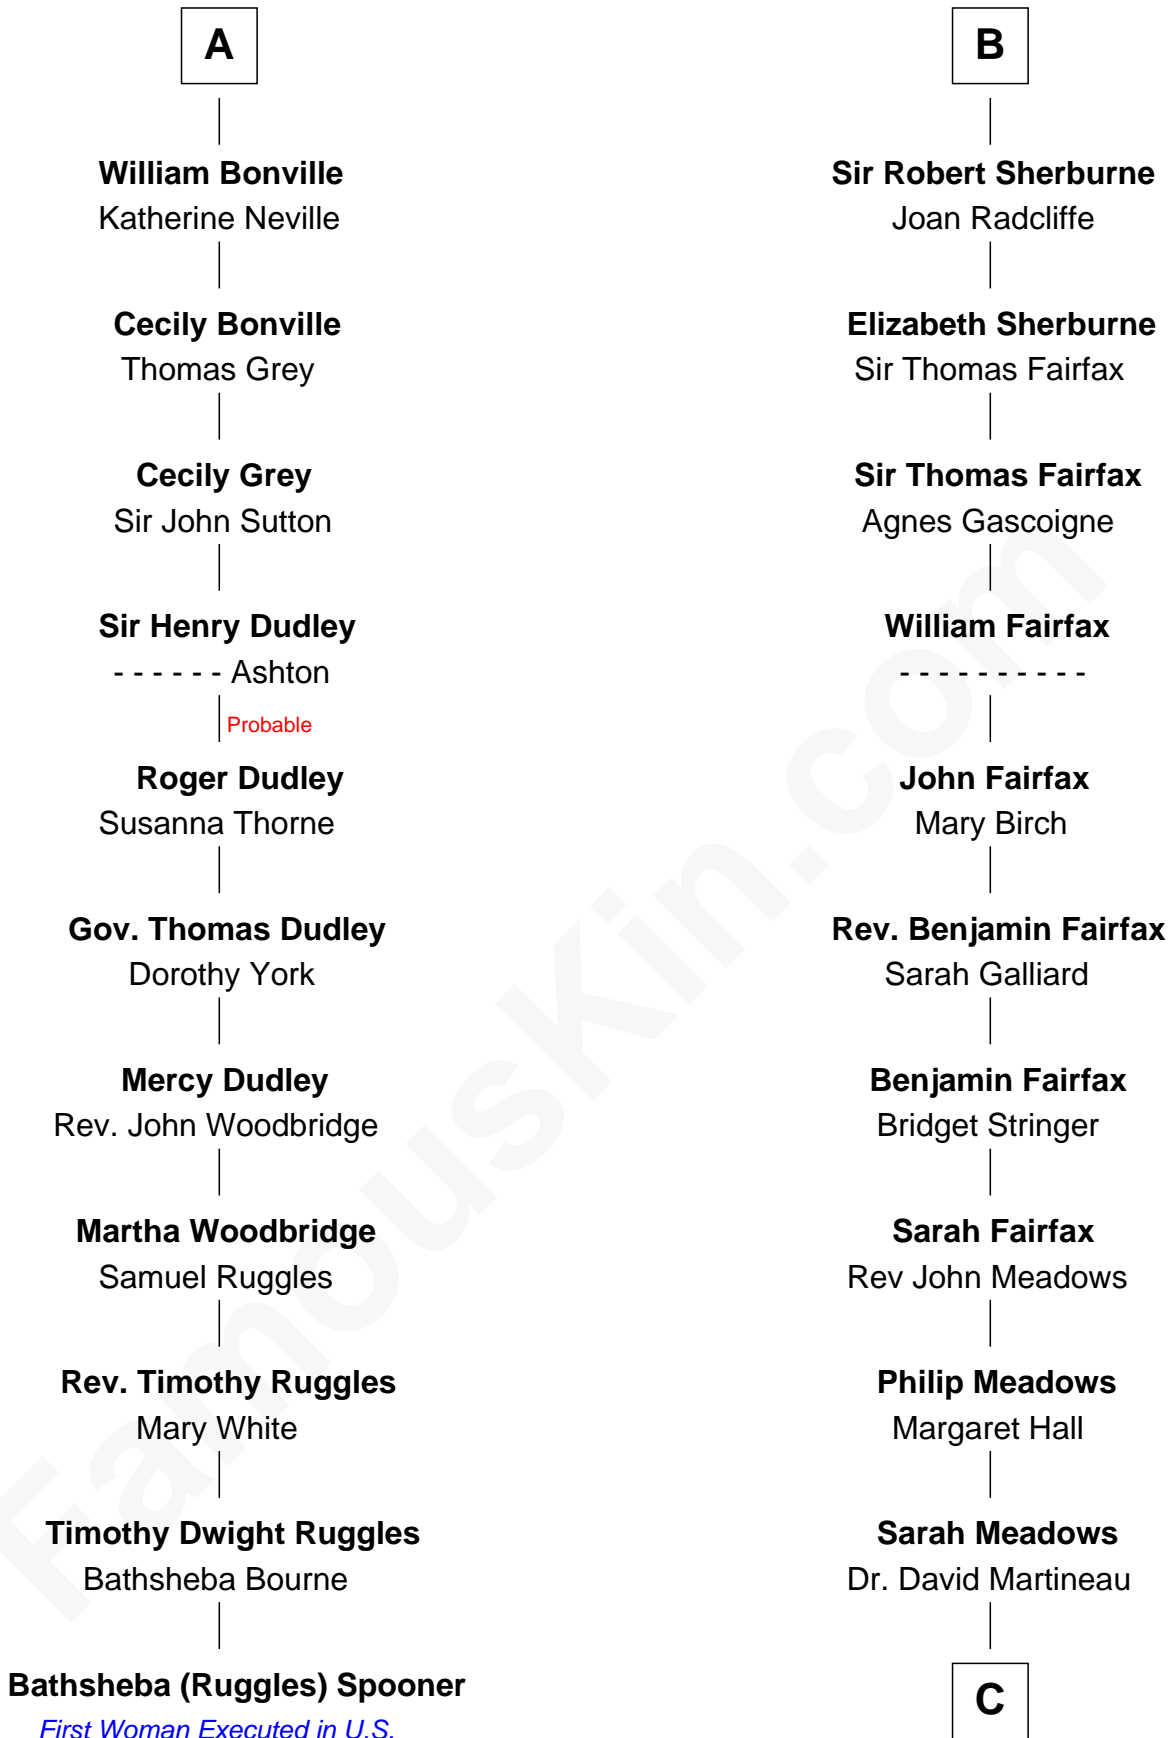 A
William Bonville
Katherine Neville
Cecily Bonville
Thomas Grey
Cecily Grey
Sir John Sutton
Sir Henry Dudley
- - - - - - Ashton
Probable
Roger Dudley
Susanna Thorne
Gov. Thomas Dudley
Dorothy York
Mercy Dudley
Rev. John Woodbridge
Martha Woodbridge
Samuel Ruggles
Rev. Timothy Ruggles
Mary White
Timothy Dwight Ruggles
Bathsheba Bourne
Bathsheba (Ruggles) Spooner
First Woman Executed in U.S.
B
Sir Robert Sherburne
Joan Radcliffe
Elizabeth Sherburne
Sir Thomas Fairfax
Sir Thomas Fairfax
Agnes Gascoigne
William Fairfax
- - - - - - - - - -
John Fairfax
Mary Birch
Rev. Benjamin Fairfax
Sarah Galliard
Benjamin Fairfax
Bridget Stringer
Sarah Fairfax
Rev John Meadows
Philip Meadows
Margaret Hall
Sarah Meadows
Dr. David Martineau
C
FamousKin.com